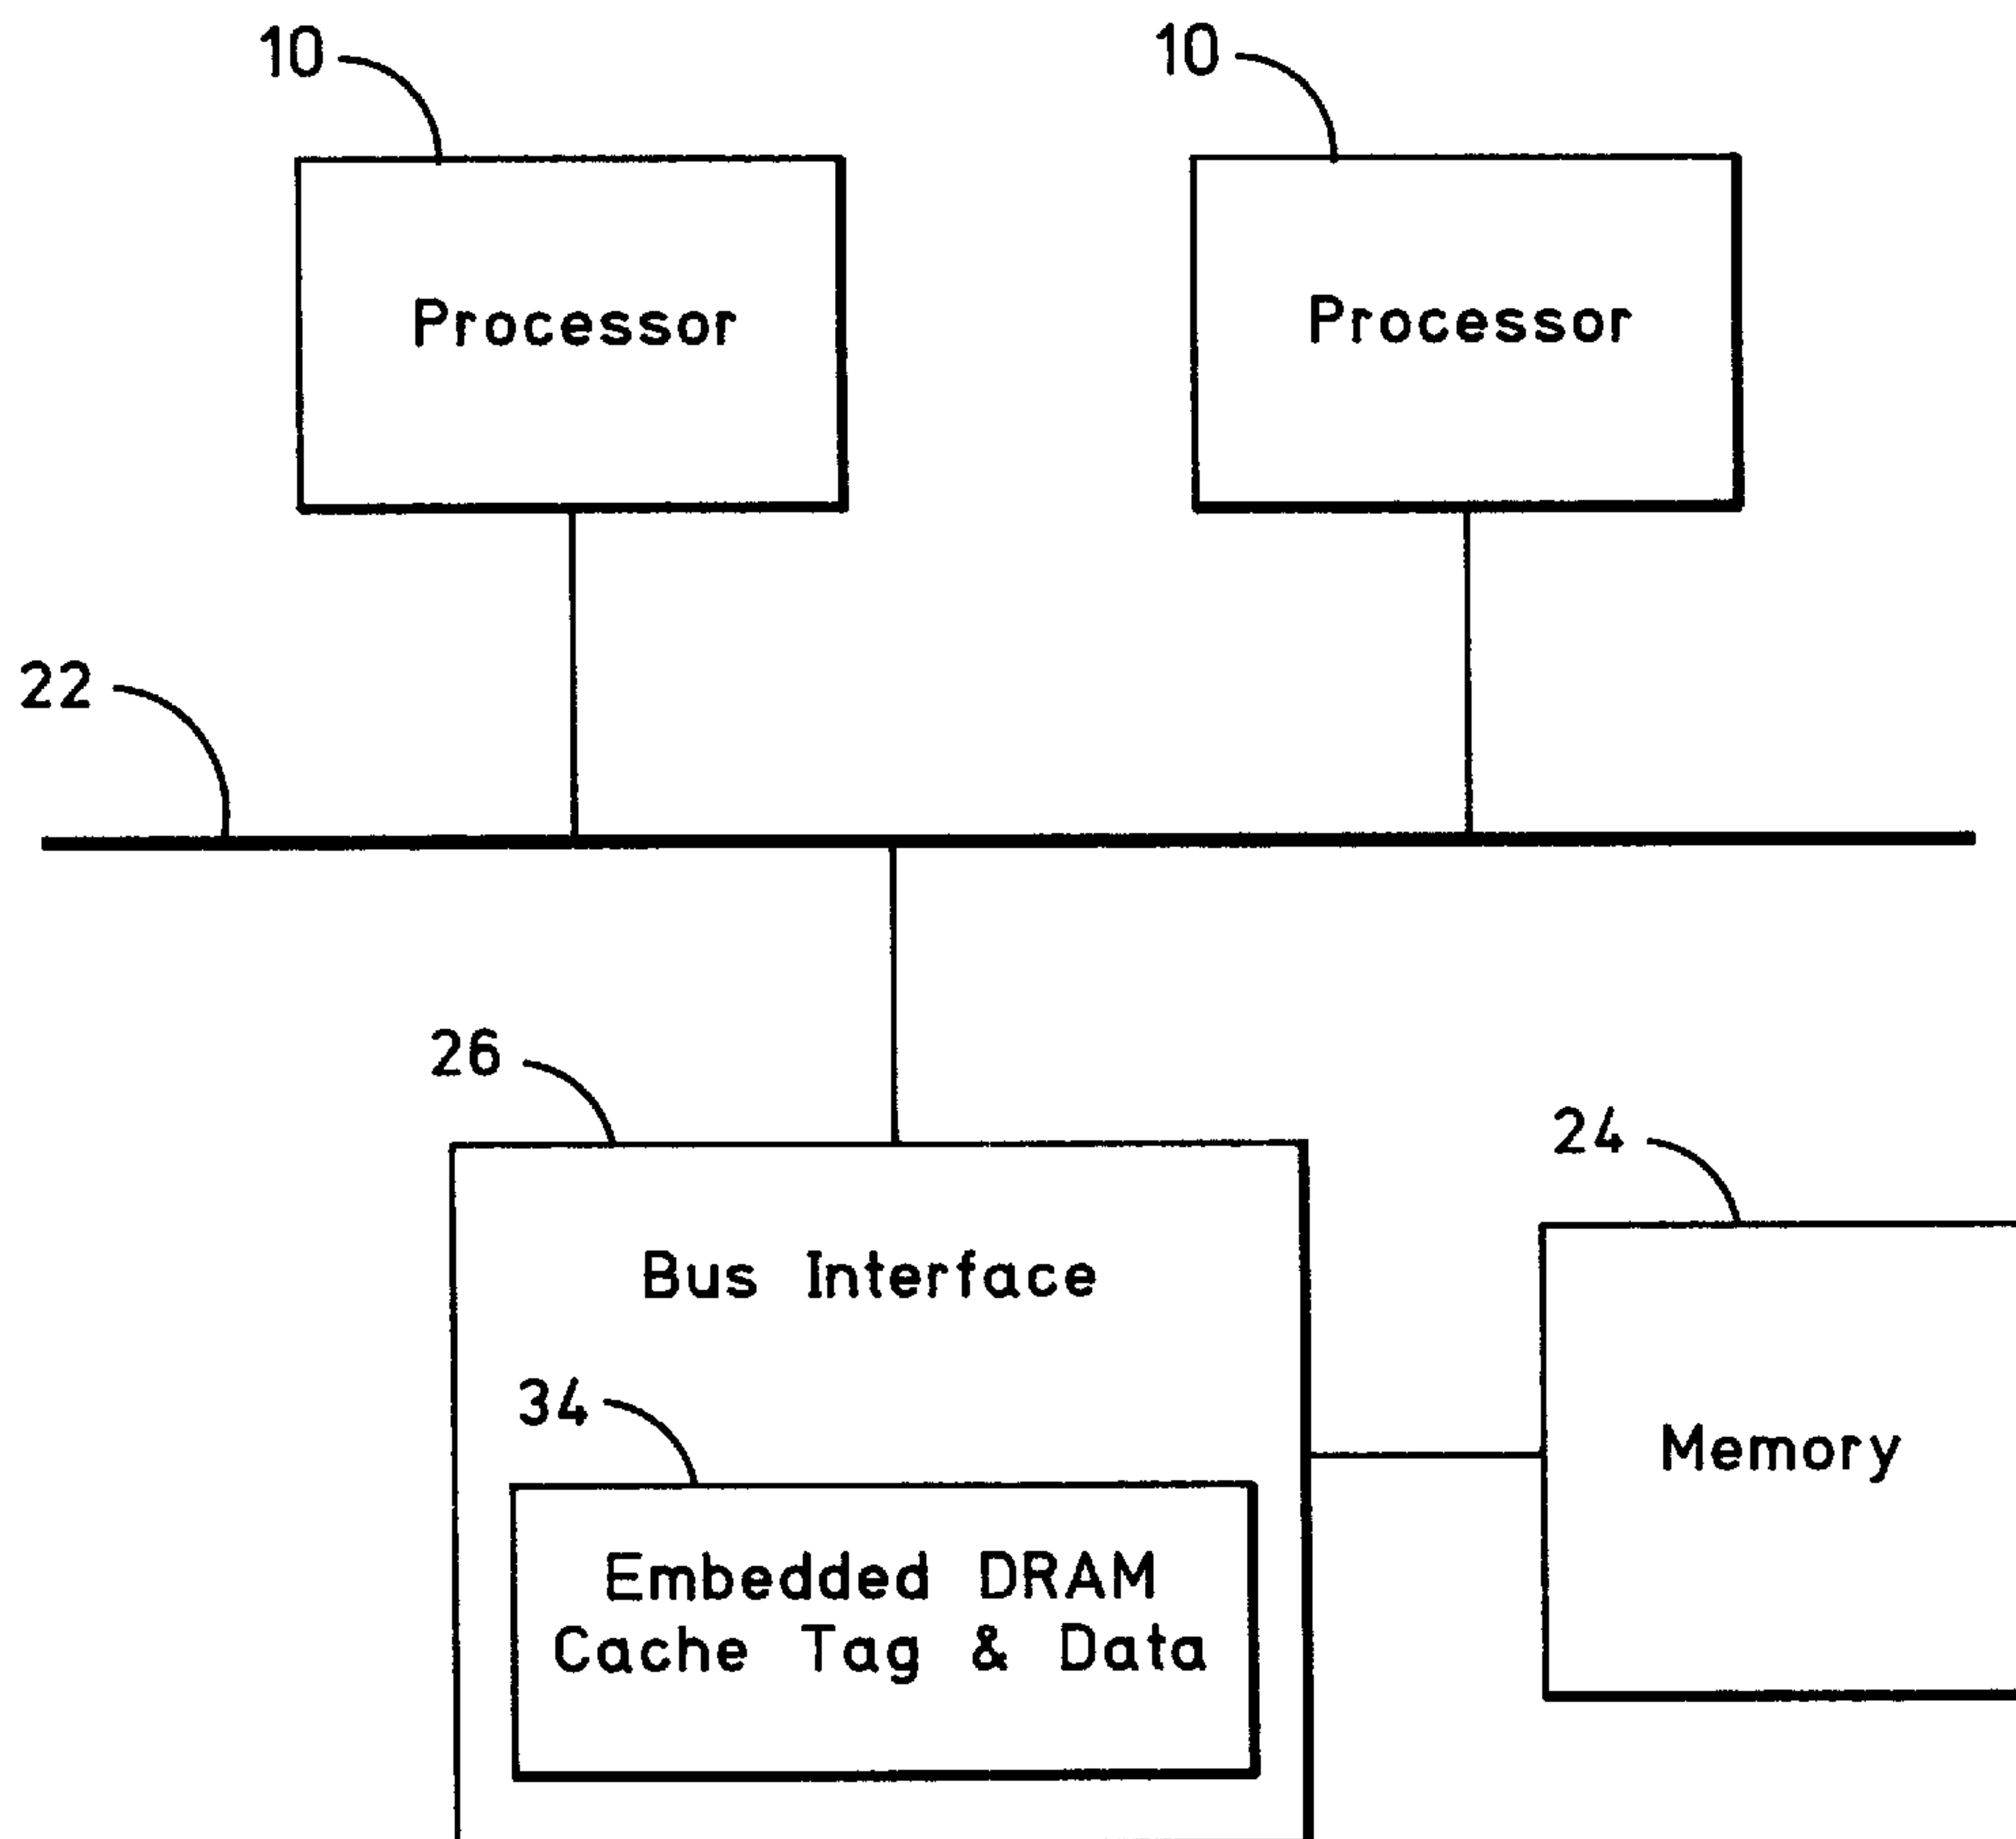 10
10
Processor
Processor
22
26
24
Bus Interface
34
Memory
Embedded DRAM
Cache Tag & Data